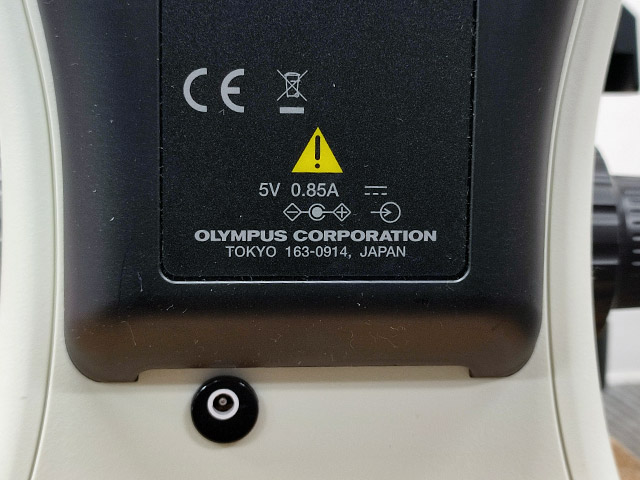 CE
5V 0.85A
OLYMPUS CORPORATION
TOKYO 163-0914, JAPAN